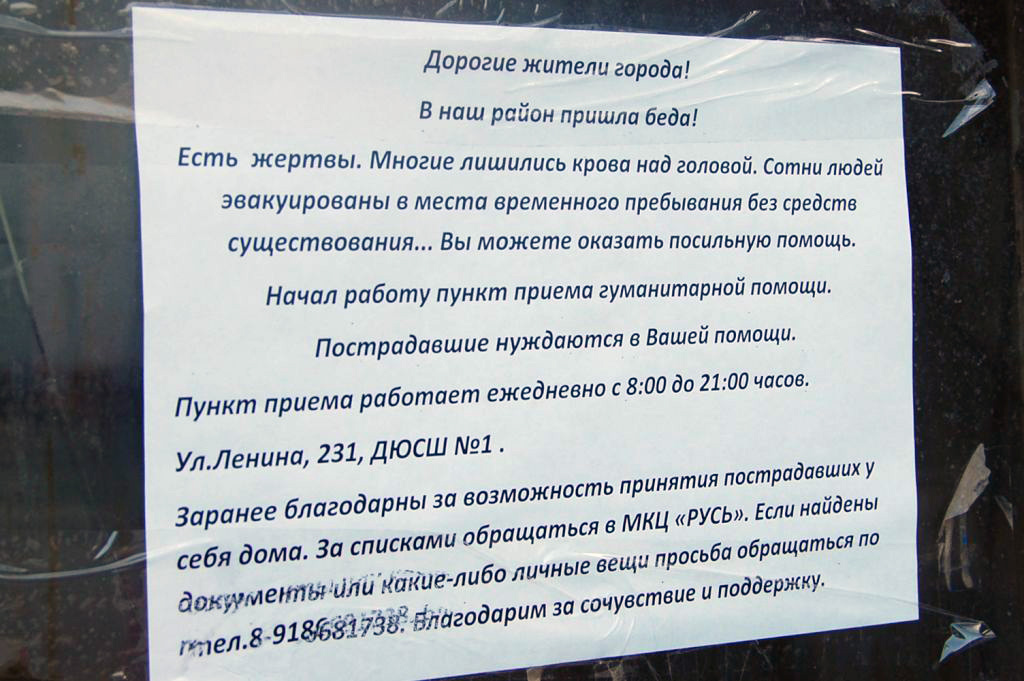 Дорогие жители города!
В наш район пришла беда!
Есть жертвы. Многие лишились крова над головой. Сотни людей
эвакуированы в места временного пребывания без средств
существования... Вы можете оказать посильную помощь.
Начал работу пункт приема гуманитарной помощи.
Пострадавшие нуждаются в Вашей помощи.
Пункт приема работает ежедневно с 8:00 до 21:00 часов.
Ул.Ленина, 231, ДЮСШ №1 .
Заранее благодарны за возможность принятия пострадавших у
себя дома. За списками обращаться в МКЦ «РУСЬ». Если найдены
документы или какие-либо личные вещи просьба обращаться по
тел.8-9186681738. Благодарим за сочувствие и поддержку.